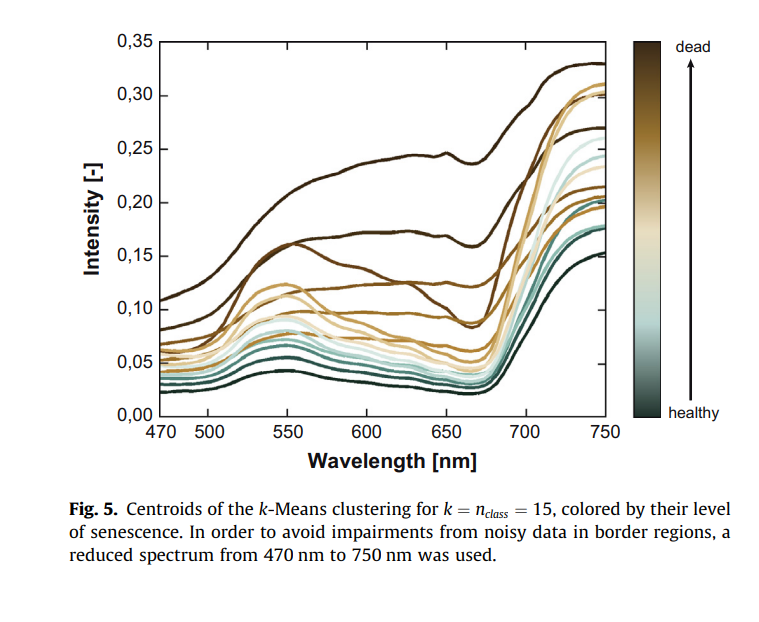 0,35
0,30
0,25
0,20
0,15
0,10
0,05
0,00
Intensity [-]
470 500 550 600 650 700 750
Wavelength [nm]
dead
healthy
Fig. 5. Centroids of the k-Means clustering for k = nclass = 15, colored by their level
of senescence. In order to avoid impairments from noisy data in border regions, a
reduced spectrum from 470 nm to 750 nm was used.